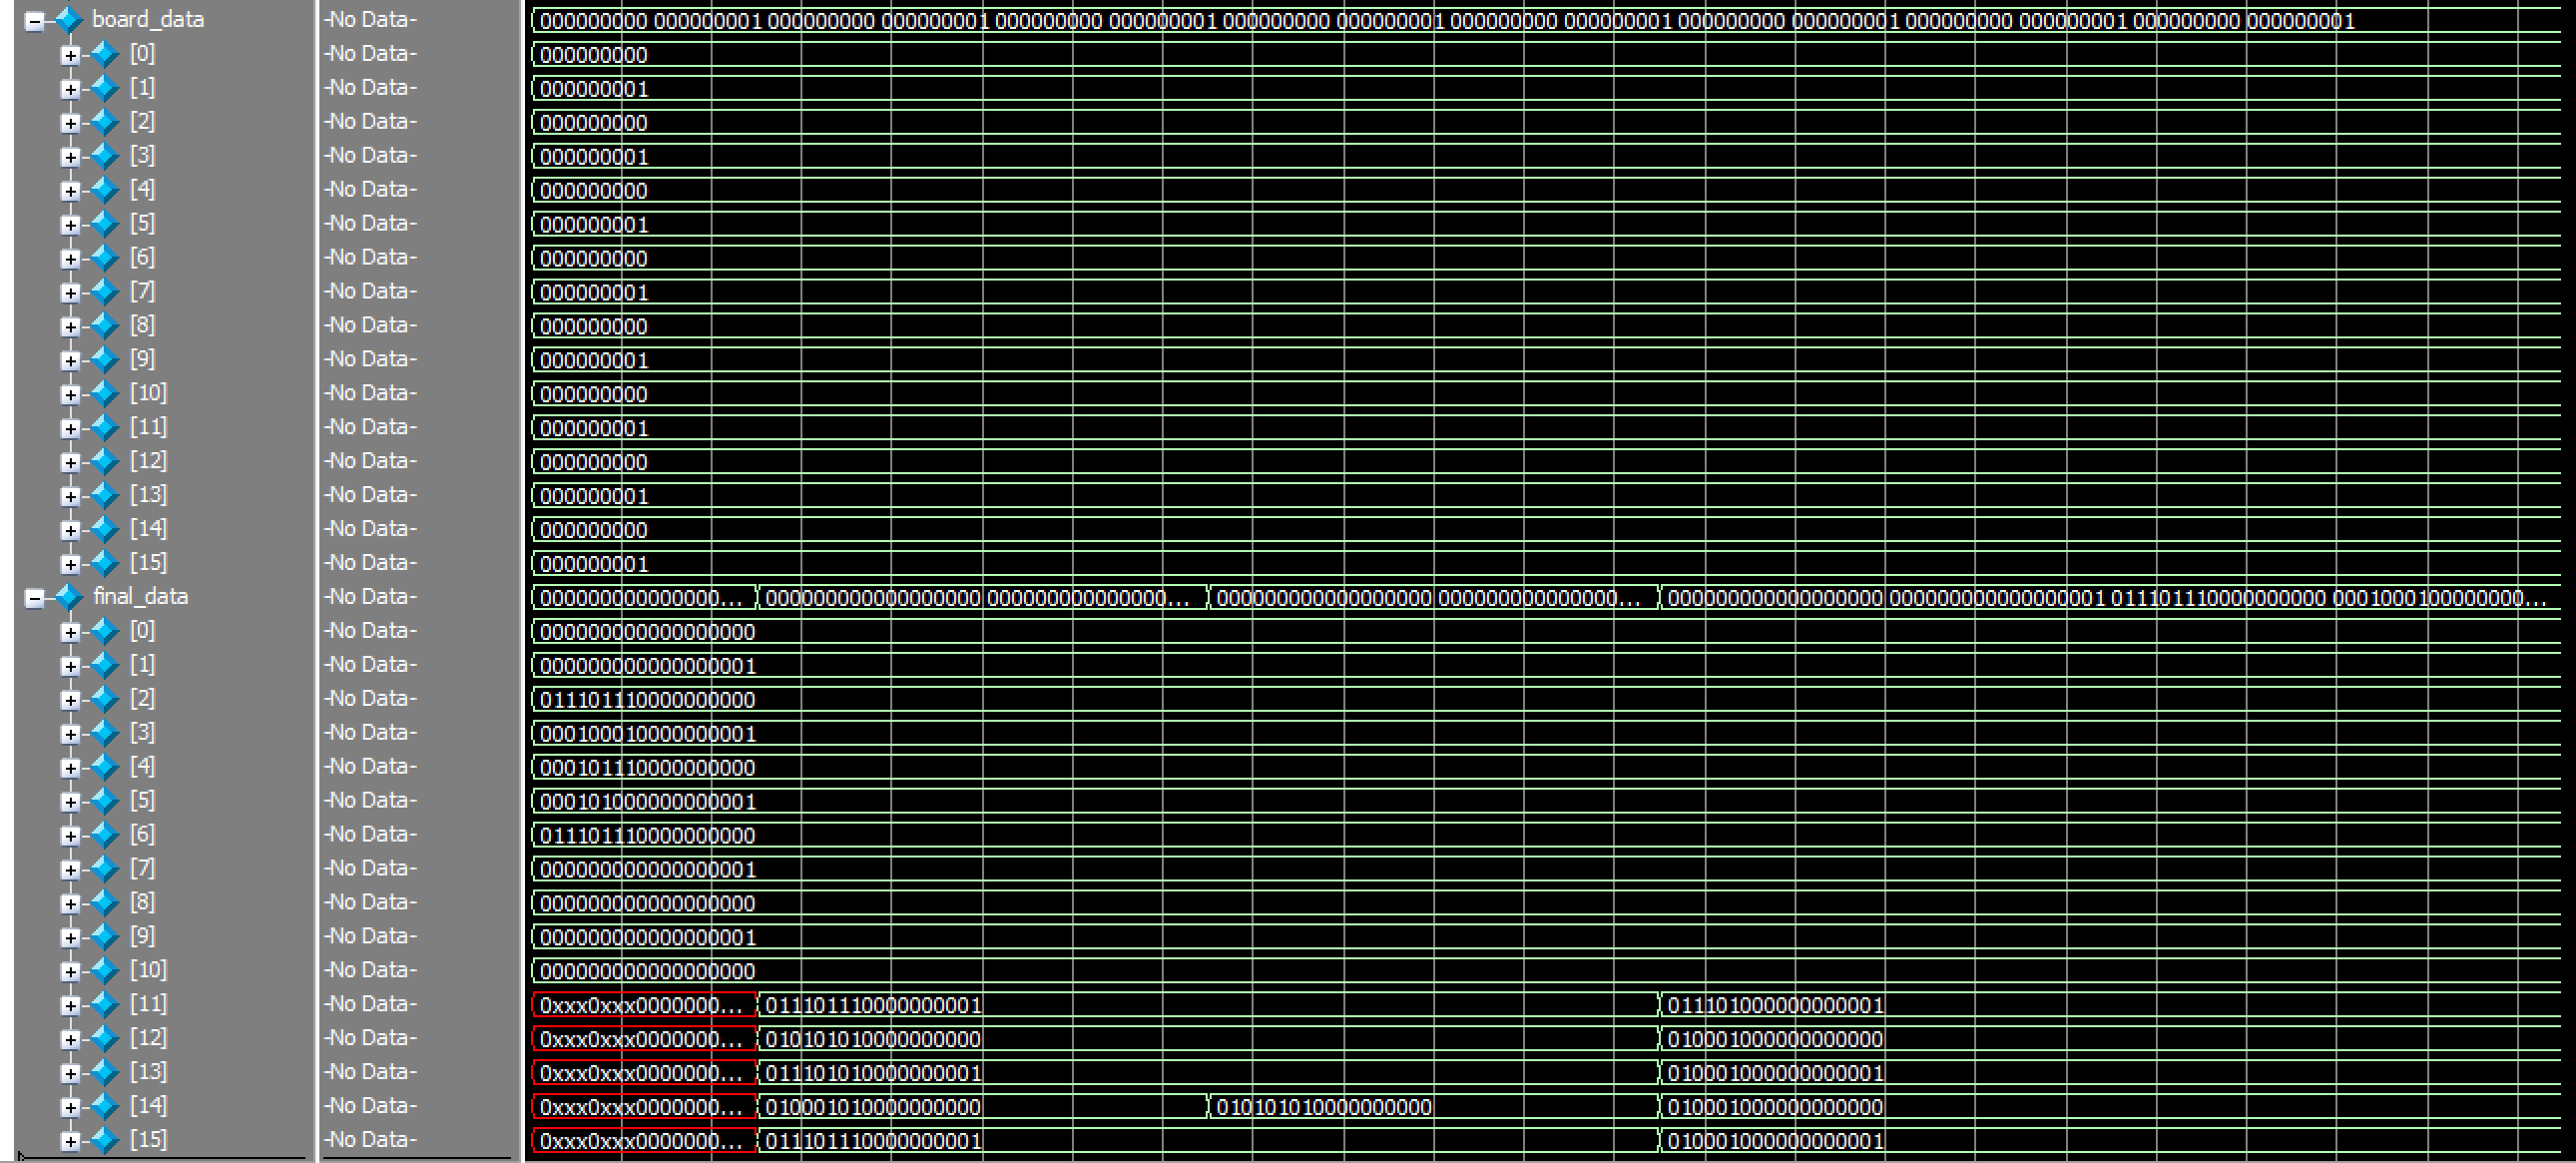 board_data -No Data- 000000000 000000001 000000000 000000001 000000000 000000001 000000000 000000001 000000000 000000001 000000000 000000001 000000000 000000001 000000000 000000001
[0] -No Data- 000000000
[1] -No Data- 000000001
[2] -No Data- 000000000
[3] -No Data- 000000001
[4] -No Data- 000000000
[5] -No Data- 000000001
[6] -No Data- 000000000
[7] -No Data- 000000001
[8] -No Data- 000000000
[9] -No Data- 000000001
[10] -No Data- 000000000
[11] -No Data- 000000001
[12] -No Data- 000000000
[13] -No Data- 000000001
[14] -No Data- 000000000
[15] -No Data- 000000001
final_data -No Data- 000000000000000... 000000000000000000 000000000000000... 000000000000000000 000000000000000... 000000000000000000 000000000000000001 011101110000000000 0001000100000000...
[0] -No Data- 000000000000000000
[1] -No Data- 000000000000000001
[2] -No Data- 011101110000000000
[3] -No Data- 000100010000000001
[4] -No Data- 000101110000000000
[5] -No Data- 000101000000000001
[6] -No Data- 011101110000000000
[7] -No Data- 000000000000000001
[8] -No Data- 000000000000000000
[9] -No Data- 000000000000000001
[10] -No Data- 000000000000000000
[11] -No Data- 0xxx0xxx0000000... 011101110000000001 011101000000000001
[12] -No Data- 0xxx0xxx0000000... 010101010000000000 010001000000000000
[13] -No Data- 0xxx0xxx0000000... 011101010000000001 010001000000000001
[14] -No Data- 0xxx0xxx0000000... 010001010000000000 010101010000000000 010001000000000000
[15] -No Data- 0xxx0xxx0000000... 011101110000000001 010001000000000001